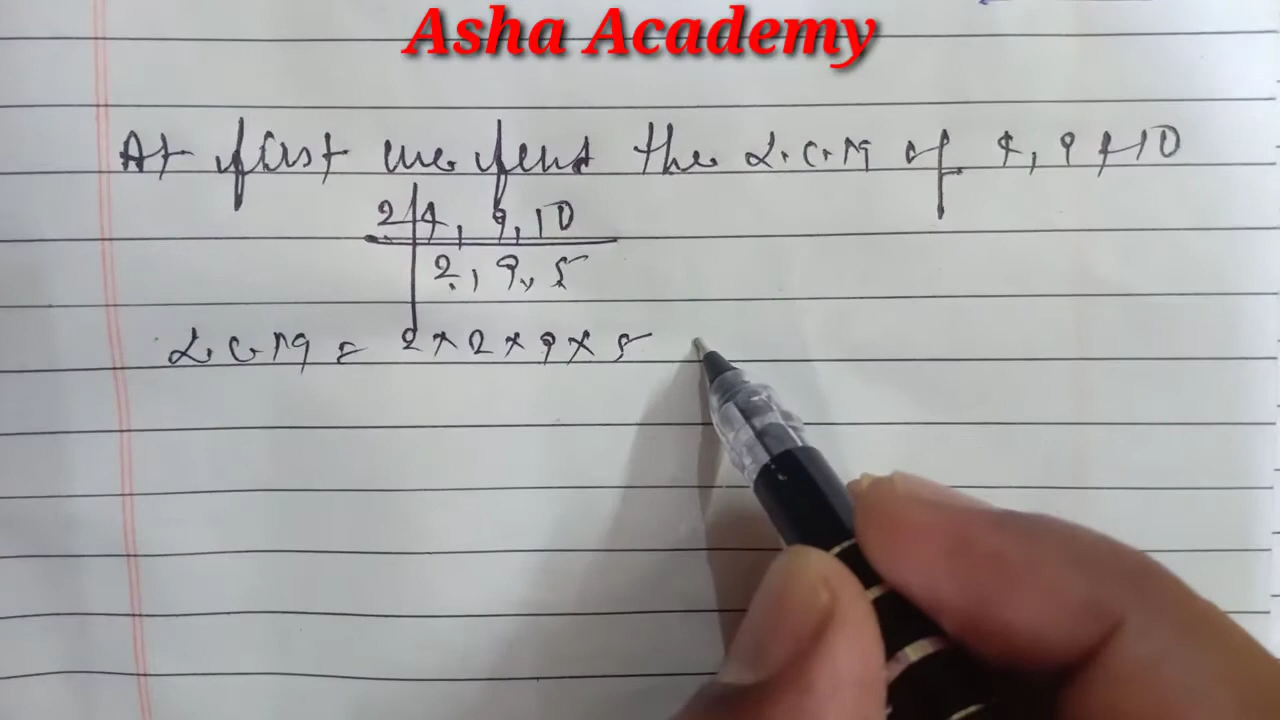 Asha Academy
At first we find the L.C.M of 4, 9 & 10
2 4, 9, 10
2, 9, 5
L.C.M = 2 × 2 × 9 × 5